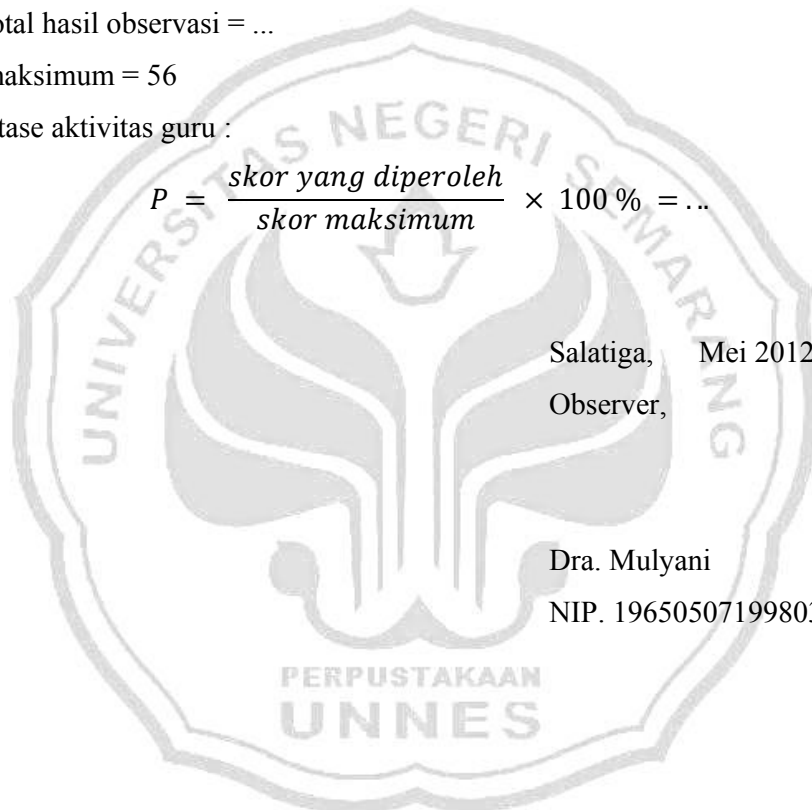 otal hasil observasi = ...
naksimum = 56
tase aktivitas guru :
P = skor yang diperoleh / skor maksimum × 100 % = ...
Salatiga, Mei 2012
Observer,
Dra. Mulyani
NIP. 1965050719980
UNIVERSITAS NEGERI SEMARANG
PERPUSTAKAAN
UNNES